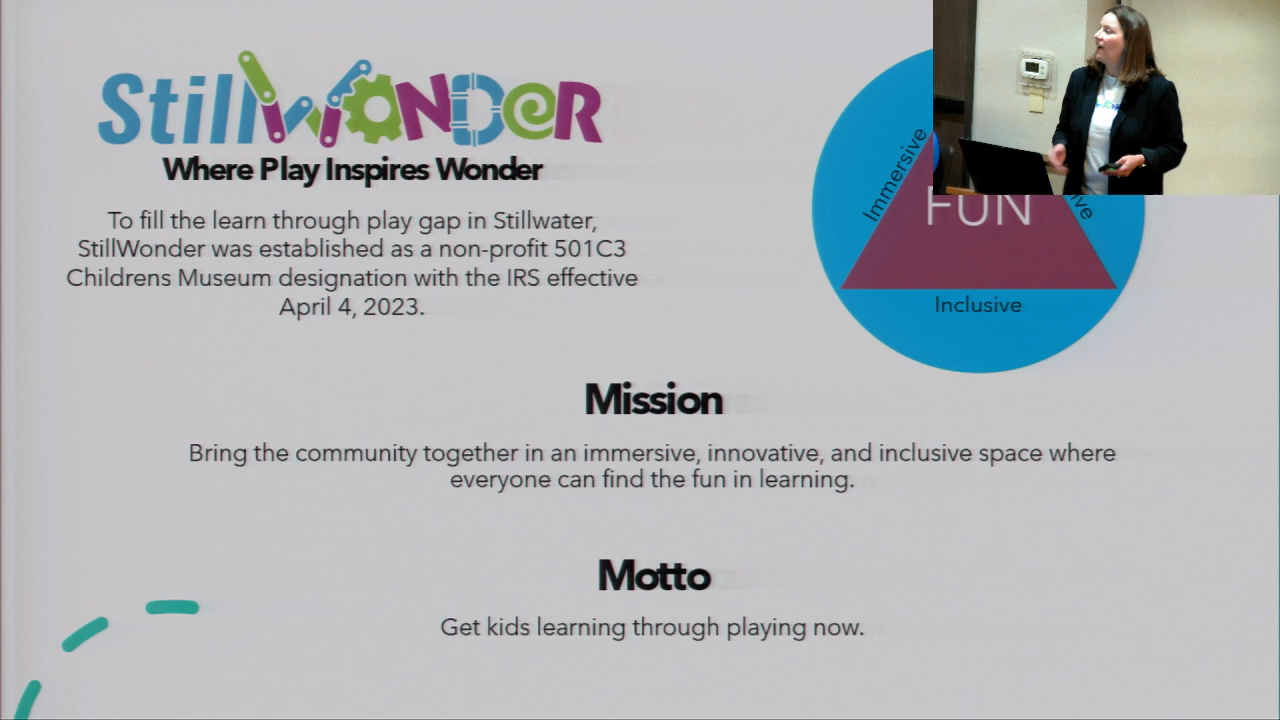 StillWONDeR
Where Play Inspires Wonder
To fill the learn through play gap in Stillwater,
StillWonder was established as a non-profit 501C3
Childrens Museum designation with the IRS effective
April 4, 2023.
Immersive
FUN
Inclusive
Mission
Bring the community together in an immersive, innovative, and inclusive space where
everyone can find the fun in learning.
Motto
Get kids learning through playing now.